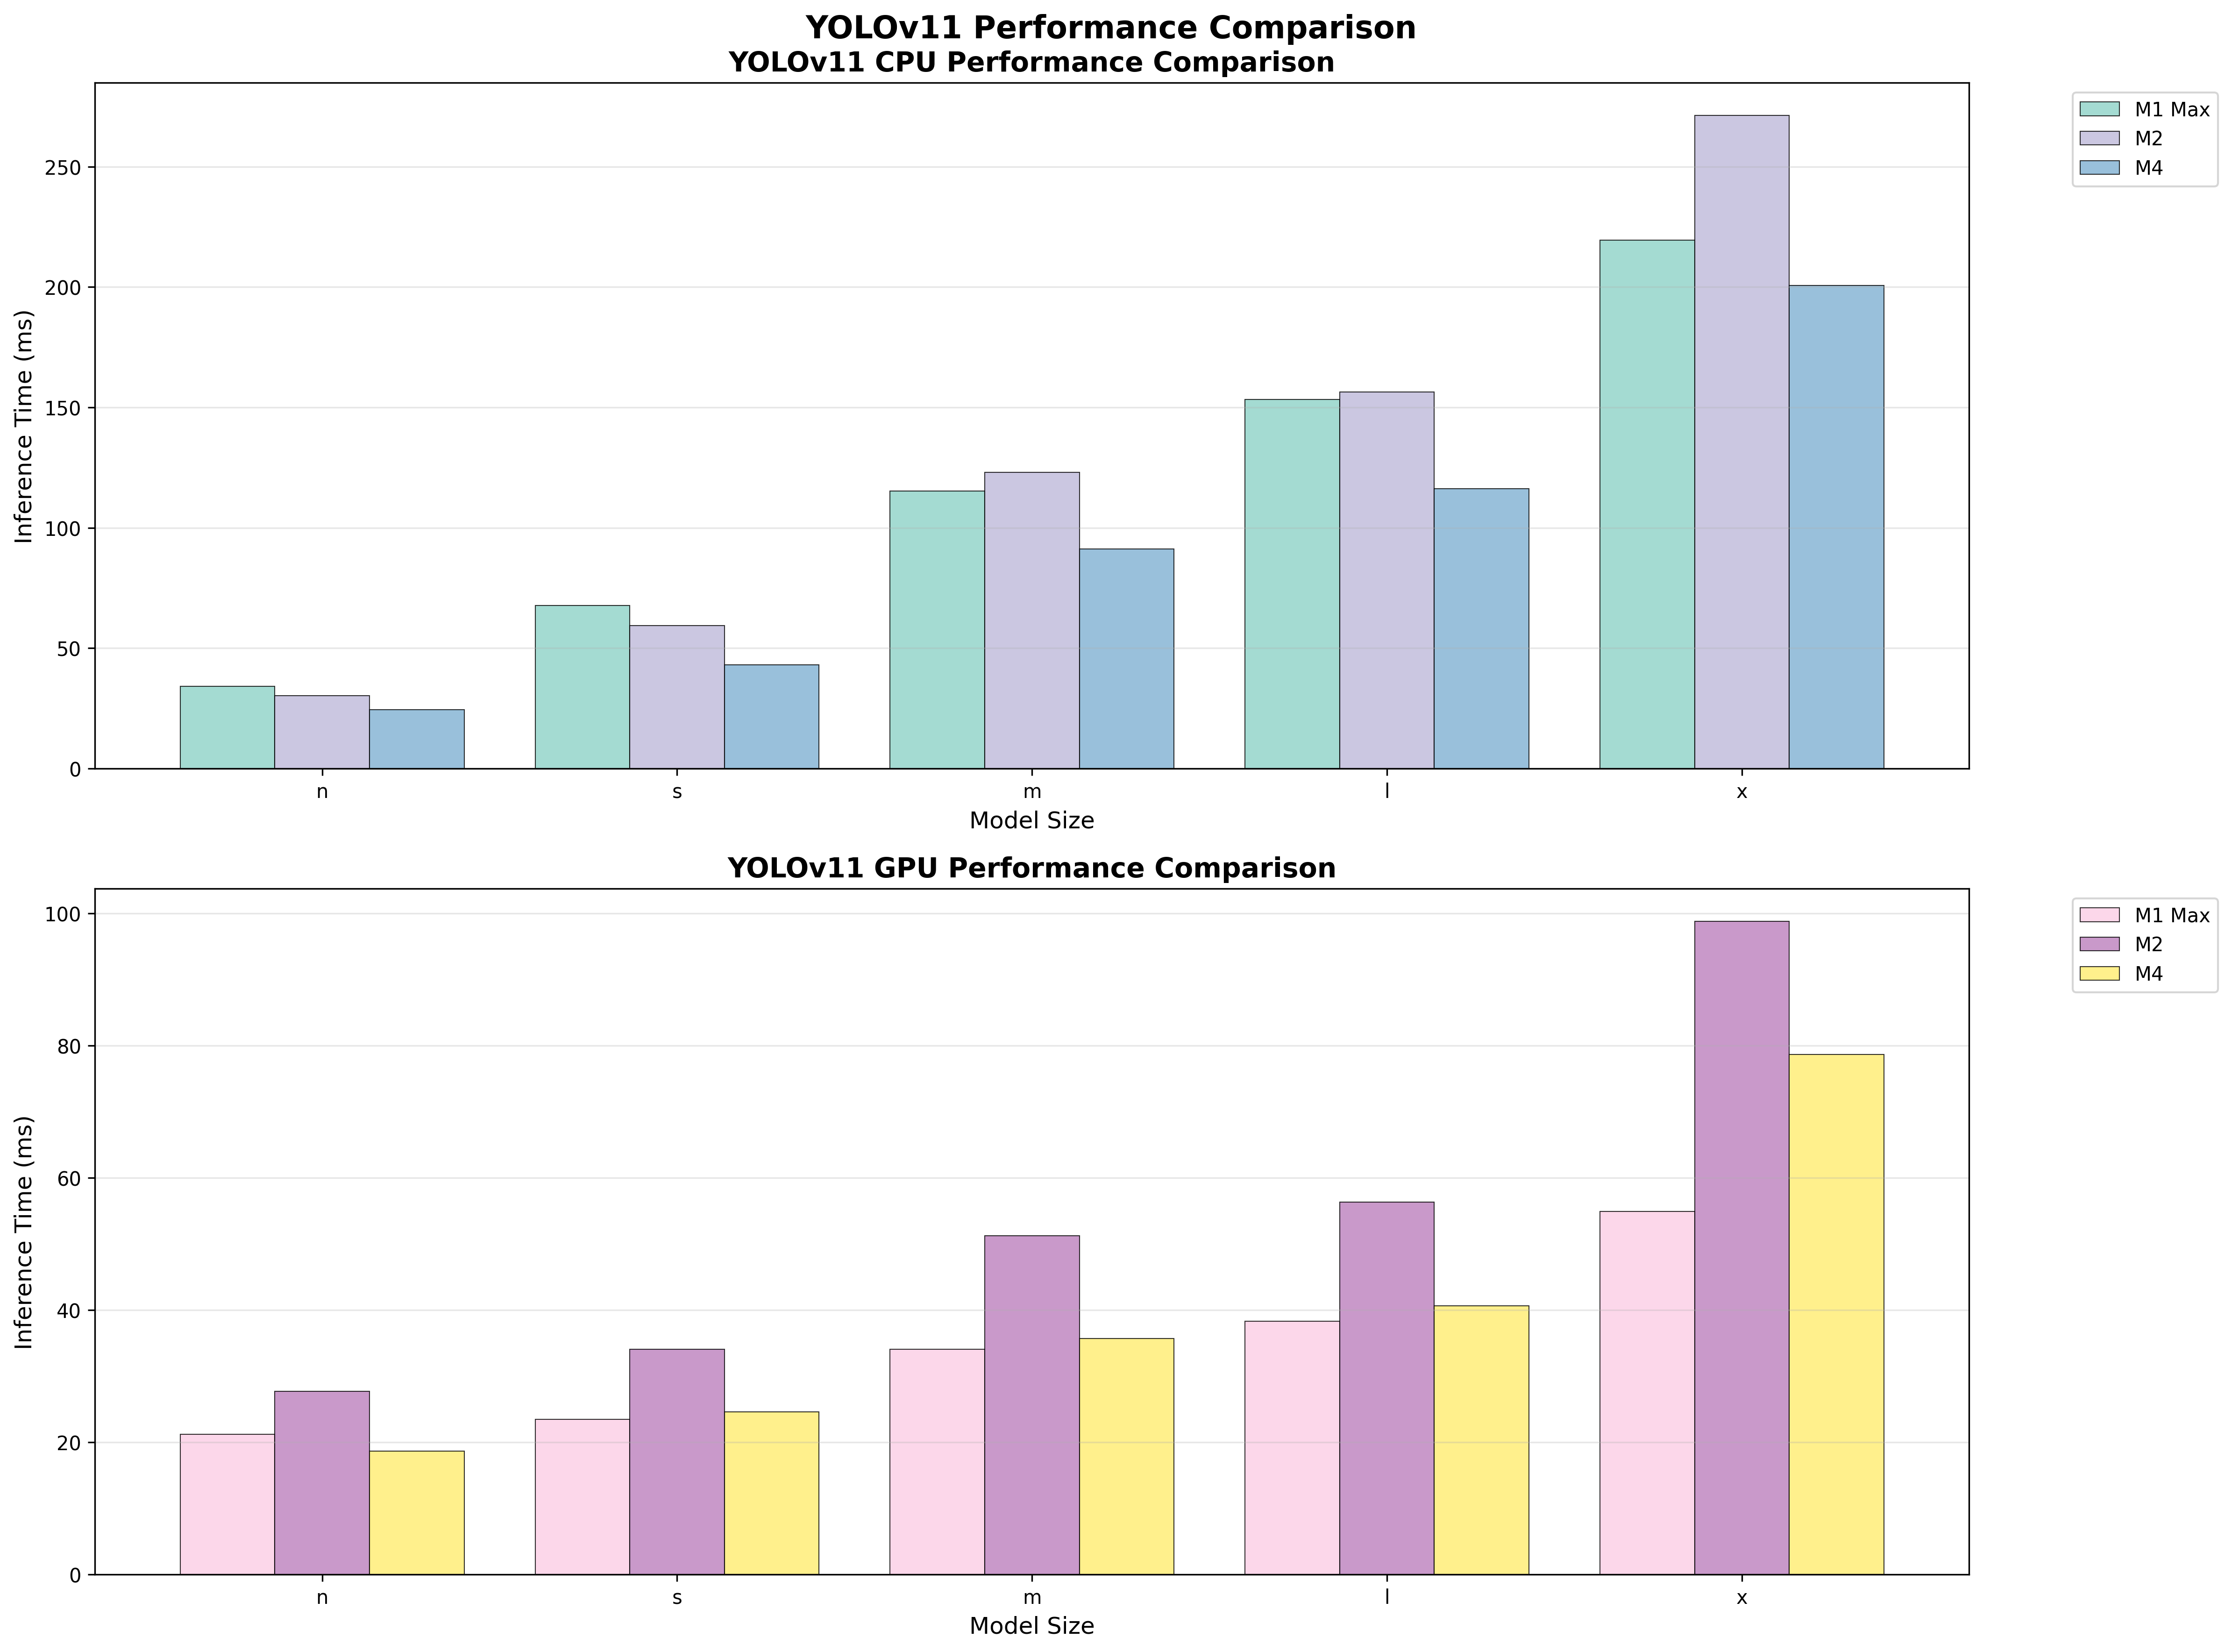 YOLOv11 Performance Comparison
YOLOv11 CPU Performance Comparison
M1 Max
M2
M4
Inference Time (ms)
250
200
150
100
50
0
n s m l x
Model Size
YOLOv11 GPU Performance Comparison
M1 Max
M2
M4
Inference Time (ms)
100
80
60
40
20
0
n s m l x
Model Size